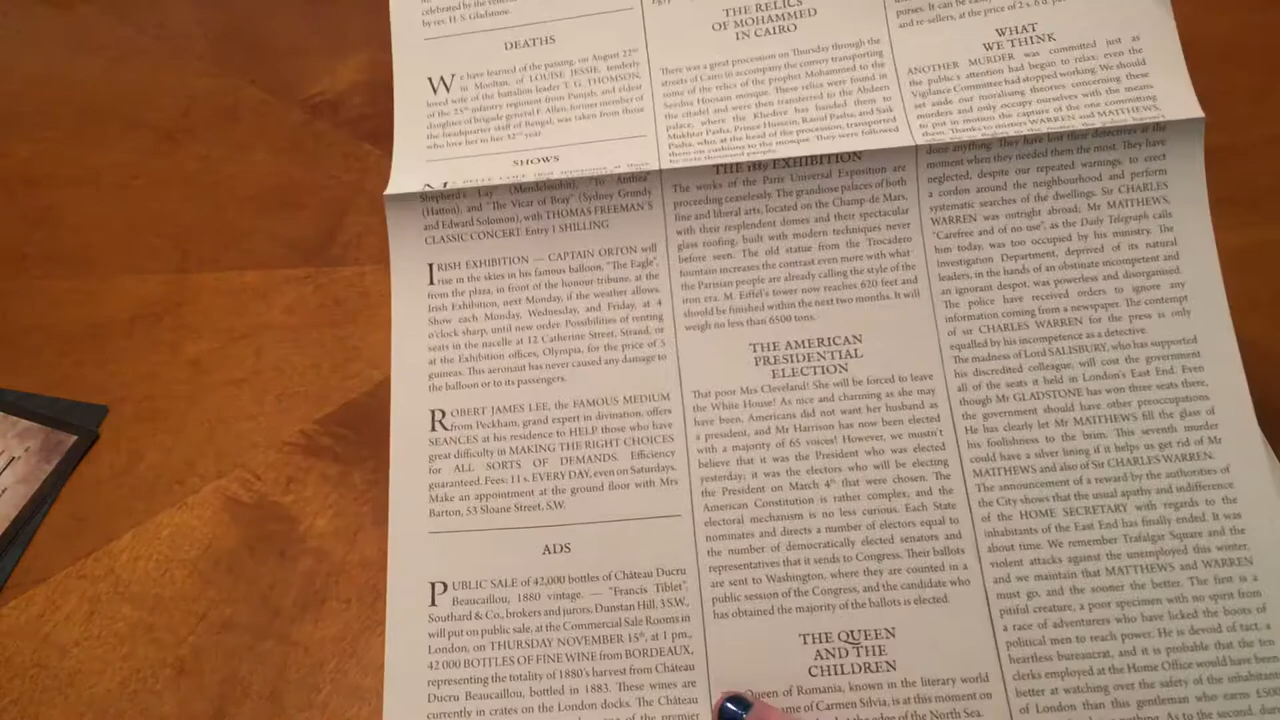 celebrated by the
by rev. H. S. Gladstone.
DEATHS
We have learned of the passing, on August 22nd
in Mooltan, of LOUISE JESSIE, tenderly
loved wife of the battalion leader T. G. THOMSON,
of the 25th infantry regiment from Punjab, and eldest
daughter of brigade general F. Allen, former member of
the headquarter staff of Bengal, was taken from those
who love her in her 32nd year.
SHOWS
Shepherd's Lay" (Mendelssohn), "To Anthea"
(Hatton), and "The Vicar of Bray" (Sydney Grundy
and Edward Solomon), with THOMAS FREEMAN'S
CLASSIC CONCERT Entry 1 SHILLING
IRISH EXHIBITION — CAPTAIN ORTON will
rise in the skies in his famous balloon, "The Eagle",
from the plaza, in front of the honour tribune, at the
Irish Exhibition, next Monday, if the weather allows.
Show each Monday, Wednesday, and Friday, at 4
o'clock sharp, until new order. Possibilities of renting
seats in the nacelle at 12 Catherine Street, Strand, or
at the Exhibition offices, Olympia, for the price of 5
guineas. This aeronaut has never caused any damage to
the balloon or to its passengers.
ROBERT JAMES LEE, the FAMOUS MEDIUM
from Peckham, grand expert in divination, offers
SEANCES at his residence to HELP those who have
great difficulty in MAKING THE RIGHT CHOICES
for ALL SORTS OF DEMANDS. Efficiency
guaranteed. Fees: 11 s. EVERY DAY, even on Saturdays.
Make an appointment at the ground floor with Mrs
Barton, 53 Sloane Street, S.W.
ADS
PUBLIC SALE of 42,000 bottles of Château Ducru
Beaucaillou, 1880 vintage. — "Francis Tiblet",
Southard & Co., brokers and jurors, Dunstan Hill, 3 S.W.,
will put on public sale, at the Commercial Sale Rooms in
London, on THURSDAY NOVEMBER 15th, at 1 pm.,
42 000 BOTTLES OF FINE WINE from BORDEAUX,
representing the totality of 1880's harvest from Château
Ducru Beaucaillou, bottled in 1883. These wines are
currently in crates on the London docks. The Château
of the premier
THE RELICS
OF MOHAMMED
IN CAIRO
There was a great procession on Thursday through the
streets of Cairo to accompany the convoy transporting
some of the relics of the prophet Mohammed to the
Seidna Hoosain mosque. These relics were found in
the citadel and were then transferred to the Abdeen
palace, where the Khedive has handed them to
Mukhtar Pasha, Prince Hussein, Raouf Pasha, and Saik
Pasha, who, at the head of the procession, transported
them on cushions to the mosque. They were followed
by sixty thousand people.
THE 1889 EXHIBITION
The works of the Paris Universal Exposition are
proceeding ceaselessly. The grandiose palaces of both
fine and liberal arts, located on the Champ-de Mars,
with their resplendent domes and their spectacular
glass roofing, built with modern techniques never
before seen. The old statue from the Trocadero
fountain increases the contrast even more with what
the Parisian people are already calling the style of the
iron era. M. Eiffel's tower now reaches 620 feet and
should be finished within the next two months. It will
weigh no less than 6500 tons.
THE AMERICAN
PRESIDENTIAL
ELECTION
That poor Mrs Cleveland! She will be forced to leave
the White House! As nice and charming as she may
have been, Americans did not want her husband as
a president, and Mr Harrison has now been elected
with a majority of 65 voices! However, we mustn't
believe that it was the President who was elected
yesterday; it was the electors who will be electing
the President on March 4th that were chosen. The
American Constitution is rather complex, and the
electoral mechanism is no less curious. Each State
nominates and directs a number of electors equal to
the number of democratically elected senators and
representatives that it sends to Congress. Their ballots
are sent to Washington, where they are counted in a
public session of the Congress, and the candidate who
has obtained the majority of the ballots is elected.
THE QUEEN
AND THE
CHILDREN
Queen of Romania, known in the literary world
name of Carmen Silvia, is at this moment on
edge of the North Sea.
purses. It can be
and re-sellers, at the price of 2 s. 6 d.
WHAT
WE THINK
ANOTHER MURDER was committed just as
the public's attention had begun to relax; even the
Vigilance Committee had stopped working. We should
set aside our moralising theories concerning these
murders and only occupy ourselves with the means
to put in motion the capture of the one committing
them. Thanks to misters WARREN and MATTHEWS,
done anything. They have lost their detectives at the
moment when they needed them the most. They have
neglected, despite our repeated warnings, to erect
a cordon around the neighbourhood and perform
systematic searches of the dwellings. Sir CHARLES
WARREN was outright abroad; Mr MATTHEWS,
"Carefree and of no use", as the Daily Telegraph calls
him today, was too occupied by his ministry. The
Investigation Department, deprived of its natural
leaders, in the hands of an obstinate incompetent and
an ignorant despot, was powerless and disorganised.
The police have received orders to ignore any
information coming from a newspaper. The contempt
of sir CHARLES WARREN for the press is only
equalled by his incompetence as a detective.
The madness of Lord SALISBURY, who has supported
his discredited colleague, will cost the government
all of the seats it held in London's East End. Even
though Mr GLADSTONE has won three seats there,
the government should have other preoccupations.
He has clearly let Mr MATTHEWS fill the glass of
his foolishness to the brim. This seventh murder
could have a silver lining if it helps us get rid of Mr
MATTHEWS and also of Sir CHARLES WARREN.
The announcement of a reward by the authorities of
the City shows that the usual apathy and indifference
of the HOME SECRETARY with regards to the
inhabitants of the East End has finally ended. It was
about time. We remember Trafalgar Square and the
violent attacks against the unemployed this winter,
and we maintain that MATTHEWS and WARREN
must go, and the sooner the better. The first is a
pitiful creature, a poor specimen with no spirit from
a race of adventurers who have licked the boots of
political men to reach power. He is devoid of tact, a
heartless bureaucrat, and it is probable that the ten
clerks employed at the Home Office would have been
better at watching over the safety of the inhabitants
of London than this gentleman who earns £500
anything. As to the second,